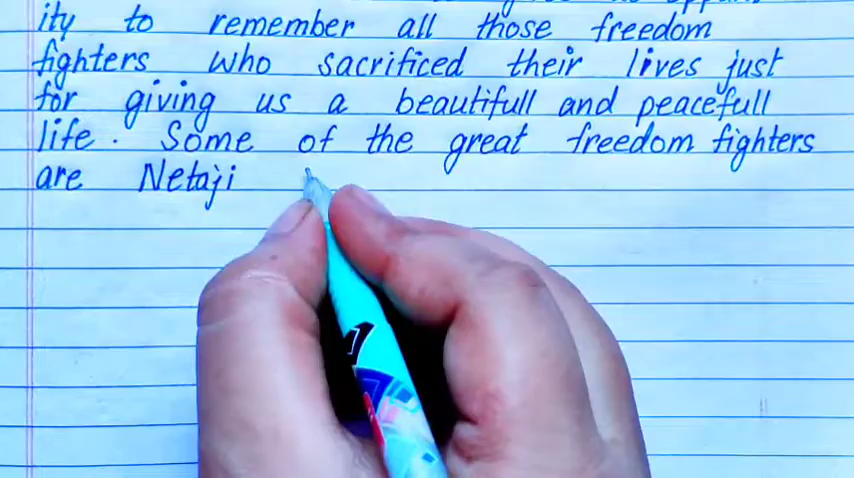 ity to remember all those freedom
fighters who sacrificed their lives just
for giving us a beautifull and peacefull
life. Some of the great freedom fighters
are Netaji